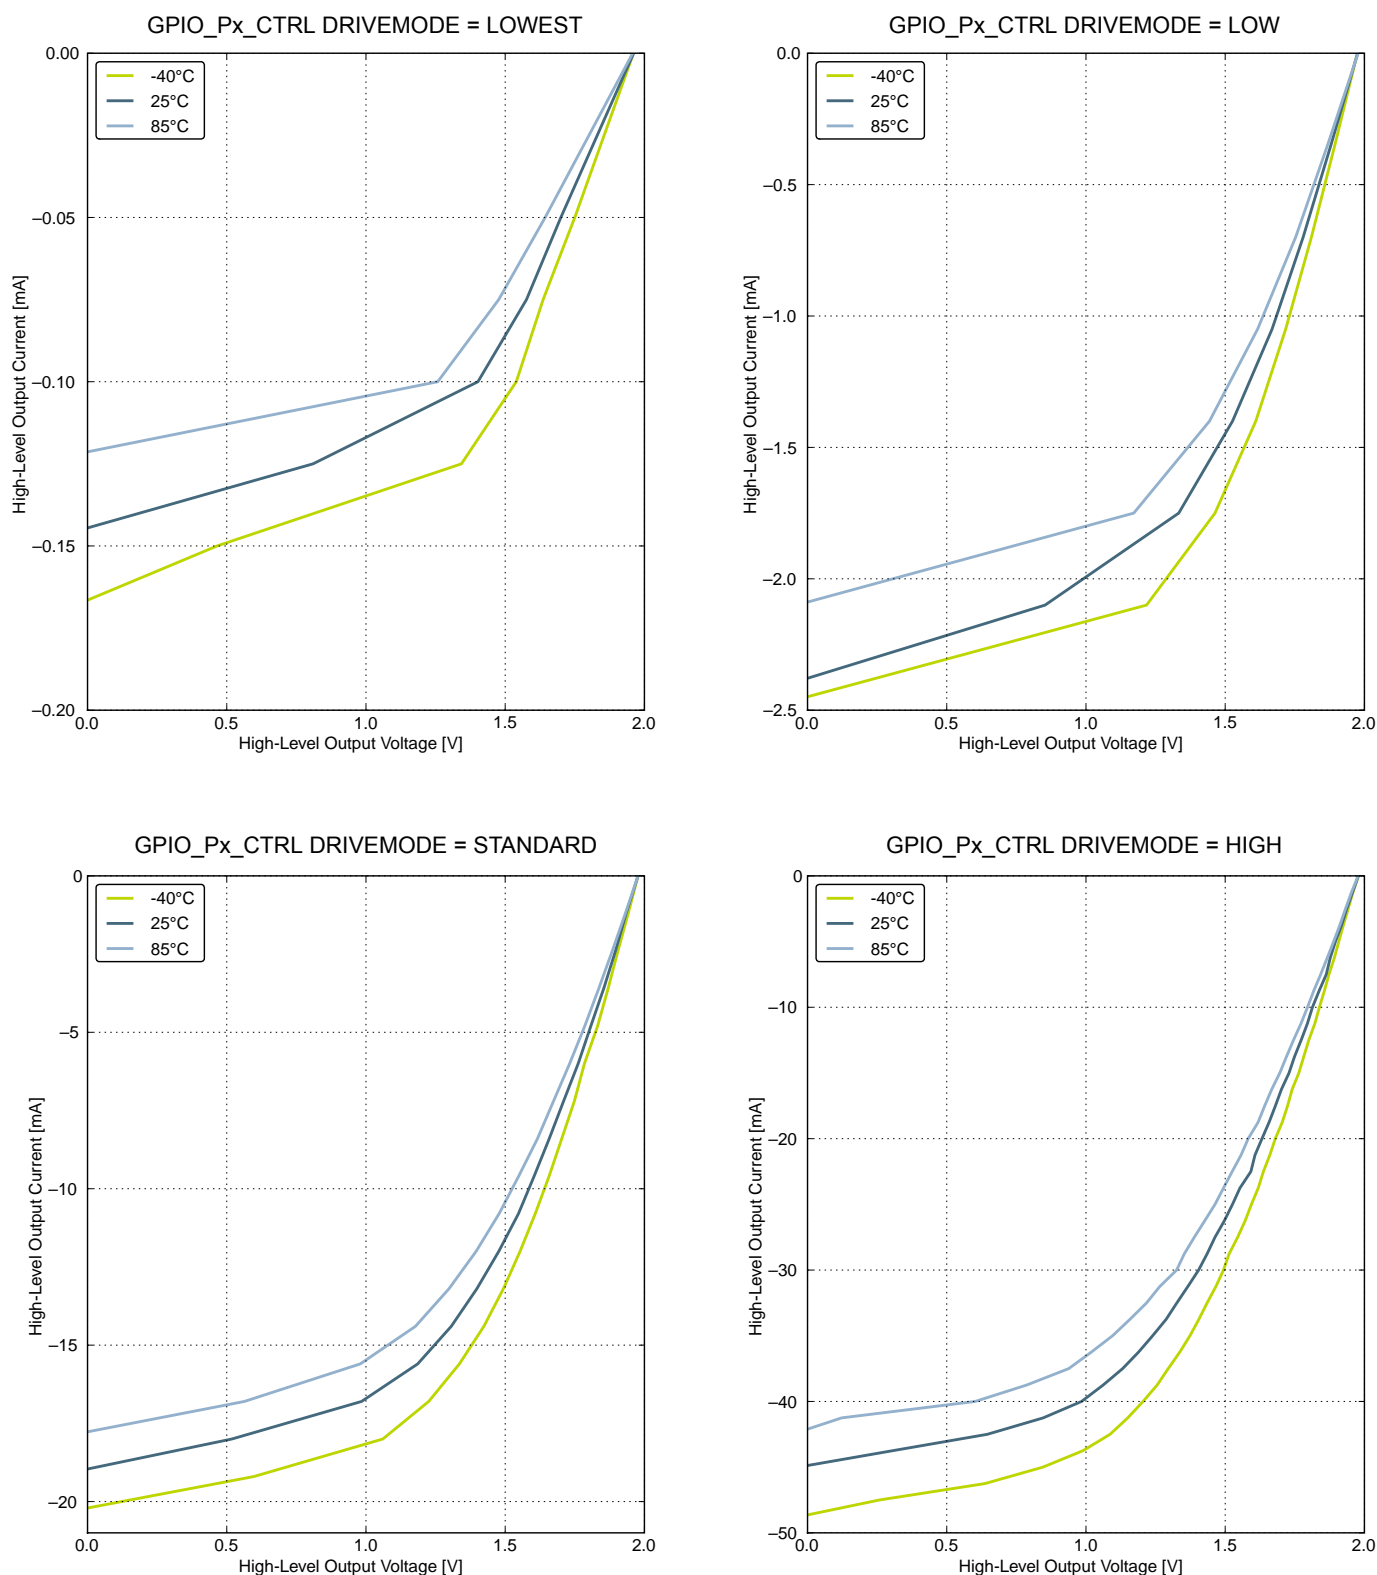 GPIO_Px_CTRL DRIVEMODE = LOWEST
0.00
−0.05
−0.10
−0.15
−0.20
High-Level Output Current [mA]
-40°C
25°C
85°C
0.0
0.5
1.0
1.5
2.0
High-Level Output Voltage [V]
GPIO_Px_CTRL DRIVEMODE = LOW
0.0
−0.5
−1.0
−1.5
−2.0
−2.5
High-Level Output Current [mA]
-40°C
25°C
85°C
0.0
0.5
1.0
1.5
2.0
High-Level Output Voltage [V]
GPIO_Px_CTRL DRIVEMODE = STANDARD
0
−5
−10
−15
−20
High-Level Output Current [mA]
-40°C
25°C
85°C
0.0
0.5
1.0
1.5
2.0
High-Level Output Voltage [V]
GPIO_Px_CTRL DRIVEMODE = HIGH
0
−10
−20
−30
−40
−50
High-Level Output Current [mA]
-40°C
25°C
85°C
0.0
0.5
1.0
1.5
2.0
High-Level Output Voltage [V]